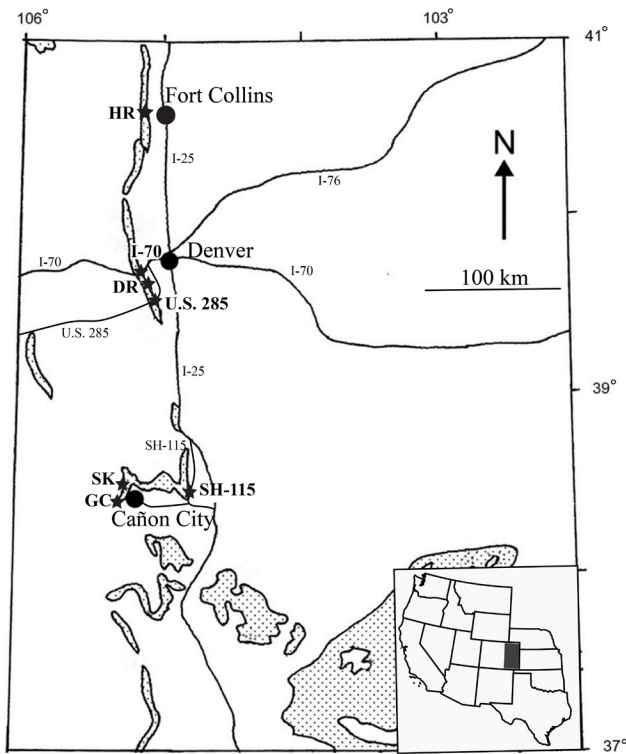 106°
103°
41°
Fort Collins
HR
I-25
N
I-76
I-70
Denver
I-70
I-70
100 km
DR
U.S. 285
U.S. 285
I-25
39°
SH-115
SK
SH-115
GC
Cañon City
37°